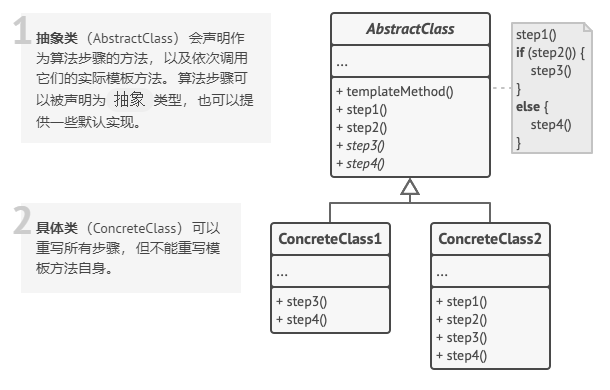 1
抽象类（AbstractClass）会声明作
为算法步骤的方法，以及依次调用
它们的实际模板方法。算法步骤可
以被声明为 抽象 类型，也可以提
供一些默认实现。
AbstractClass
...
+ templateMethod()
+ step1()
+ step2()
+ step3()
+ step4()
step1()
if (step2()) {
step3()
}
else {
step4()
}
2
具体类（ConcreteClass）可以
重写所有步骤，但不能重写模
板方法自身。
ConcreteClass1
...
+ step3()
+ step4()
ConcreteClass2
...
+ step1()
+ step2()
+ step3()
+ step4()